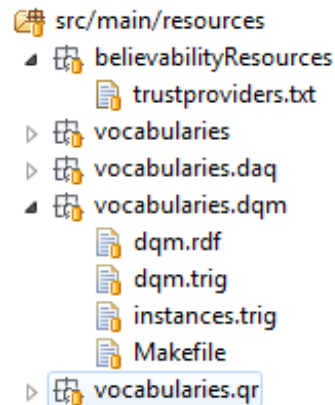 src/main/resources
believabilityResources
trustproviders.txt
vocabularies
vocabularies.daq
vocabularies.dqm
dqm.rdf
dqm.trig
instances.trig
Makefile
vocabularies.qr